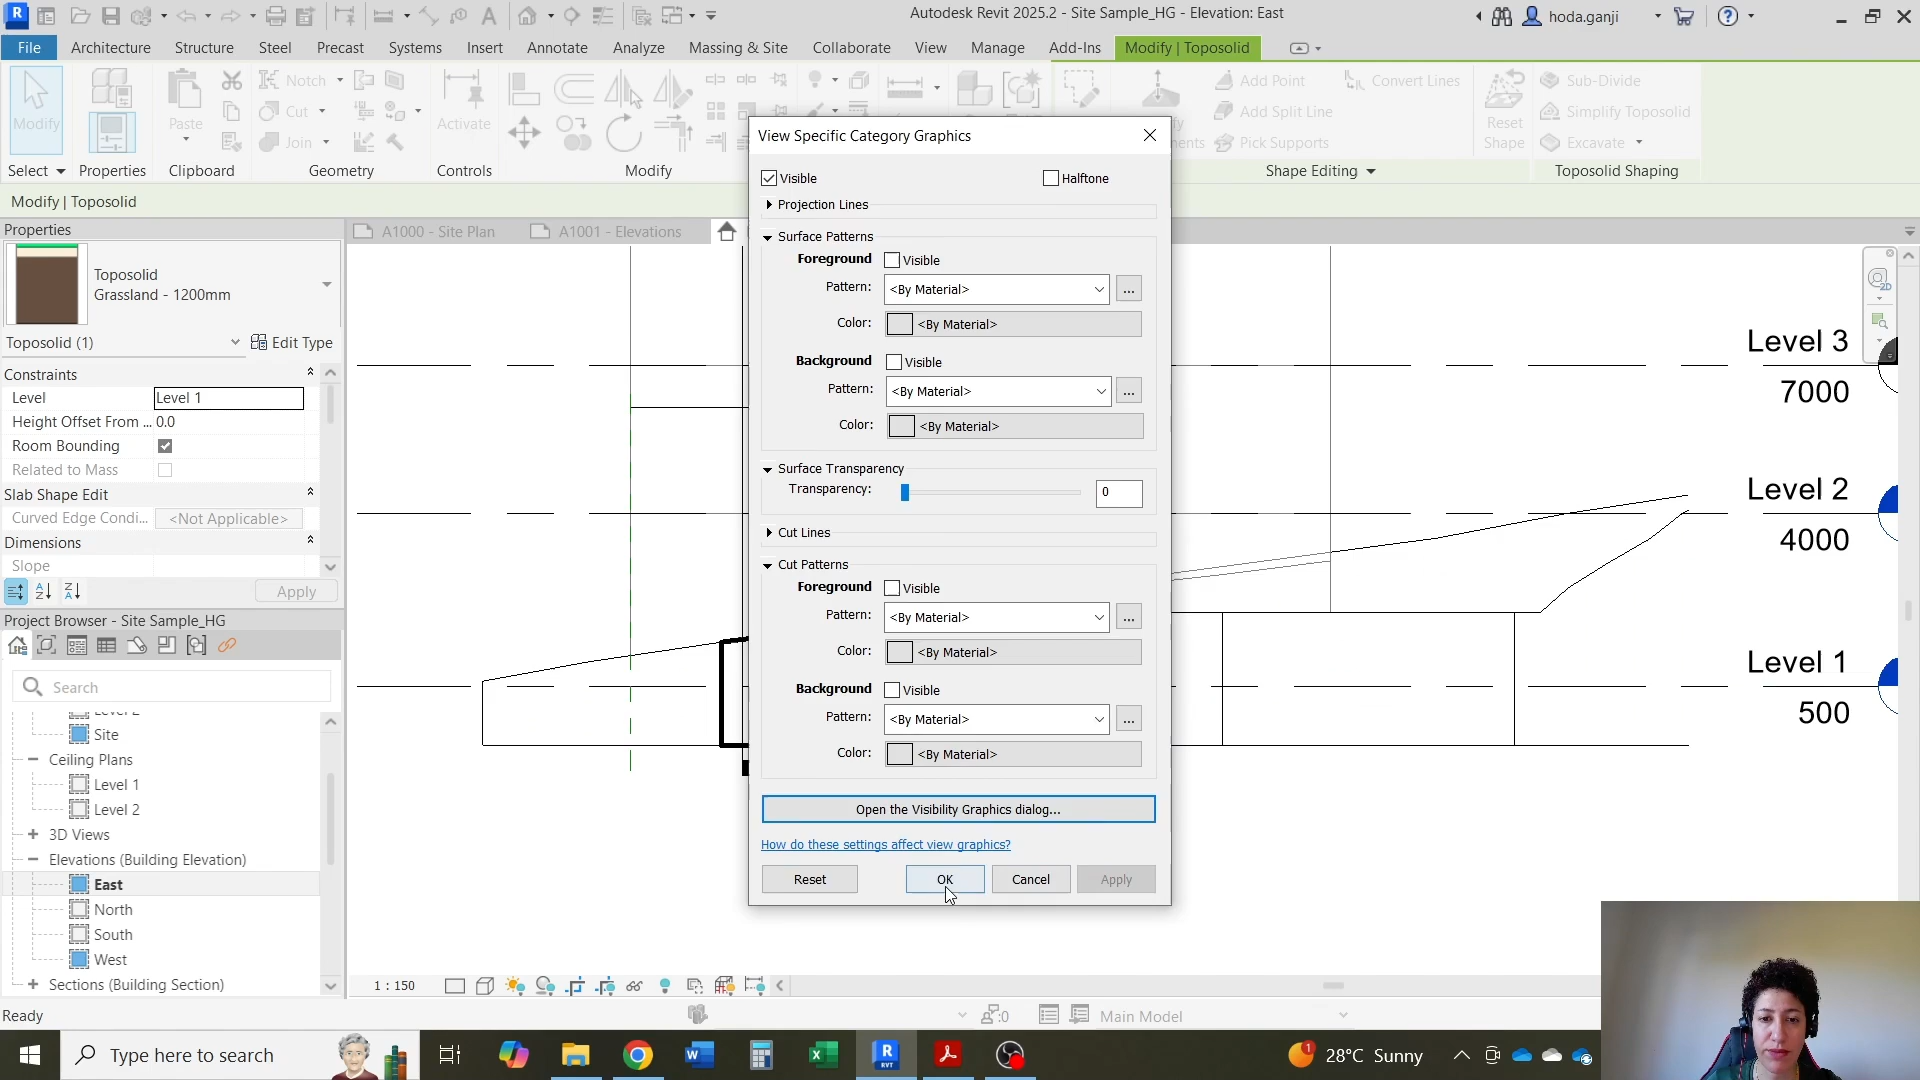 Autodesk Revit 2025.2 - Site Sample_HG - Elevation: East
hoda.ganji
File Architecture Structure Steel Precast Systems Insert Annotate Analyze Massing & Site Collaborate View Manage Add-Ins Modify | Toposolid
Modify
Paste
Notch
Cut
Join
Activate
Add Point
Add Split Line
Pick Supports
Convert Lines
Reset
Shape
Sub-Divide
Simplify Toposolid
Excavate
Select Properties Clipboard Geometry Controls Modify Shape Editing Toposolid Shaping
Modify | Toposolid
Properties
A1000 - Site Plan A1001 - Elevations
Toposolid
Grassland - 1200mm
Toposolid (1) Edit Type
Constraints
Level Level 1
Height Offset From ... 0.0
Room Bounding
Related to Mass
Slab Shape Edit
Curved Edge Condi... <Not Applicable>
Dimensions
Slope
Apply
Project Browser - Site Sample_HG
Search
Level 2
Site
Ceiling Plans
Level 1
Level 2
3D Views
Elevations (Building Elevation)
East
North
South
West
Sections (Building Section)
View Specific Category Graphics
Visible Halftone
Projection Lines
Surface Patterns
Foreground Visible
Pattern: <By Material> ...
Color: <By Material>
Background Visible
Pattern: <By Material> ...
Color: <By Material>
Surface Transparency
Transparency: 0
Cut Lines
Cut Patterns
Foreground Visible
Pattern: <By Material> ...
Color: <By Material>
Background Visible
Pattern: <By Material> ...
Color: <By Material>
Open the Visibility Graphics dialog...
How do these settings affect view graphics?
Reset OK Cancel Apply
Level 3
7000
Level 2
4000
Level 1
500
1 : 150
Ready
:0
Main Model
Type here to search
28°C Sunny